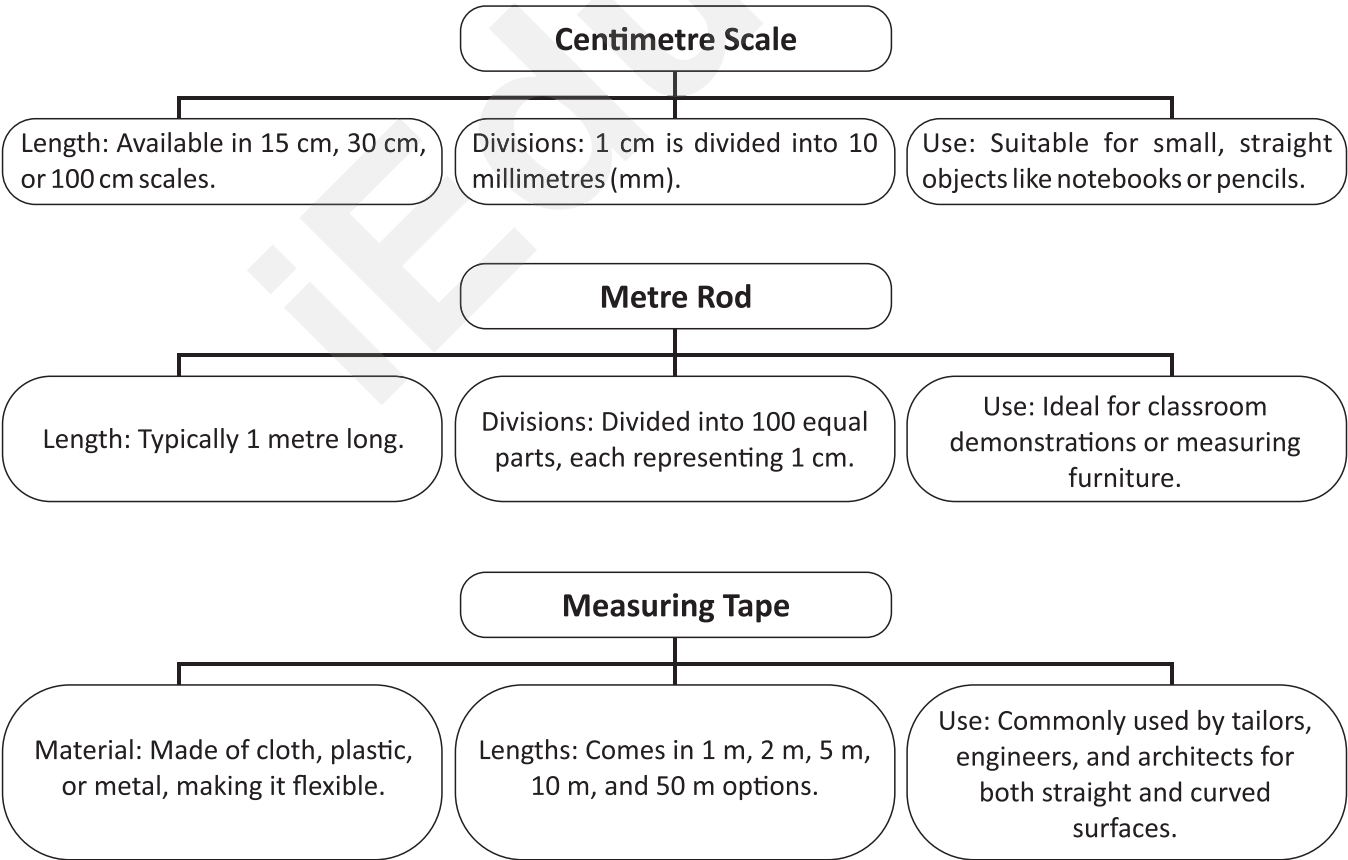 Centimetre Scale
Length: Available in 15 cm, 30 cm,
or 100 cm scales.
Divisions: 1 cm is divided into 10
millimetres (mm).
Use: Suitable for small, straight
objects like notebooks or pencils.
Metre Rod
Length: Typically 1 metre long.
Divisions: Divided into 100 equal
parts, each representing 1 cm.
Use: Ideal for classroom
demonstrations or measuring
furniture.
Measuring Tape
Material: Made of cloth, plastic,
or metal, making it flexible.
Lengths: Comes in 1 m, 2 m, 5 m,
10 m, and 50 m options.
Use: Commonly used by tailors,
engineers, and architects for
both straight and curved
surfaces.
iEdu